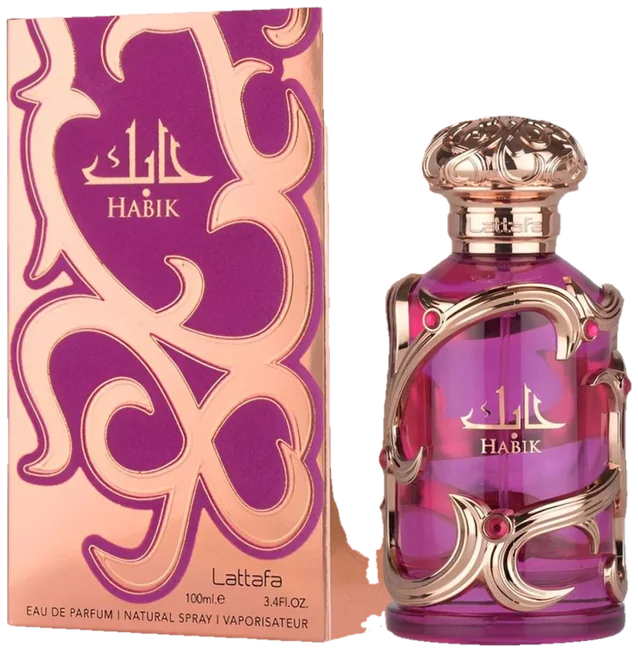 حابك
HABIK
Lattafa
100ml.e 3.4Fl.OZ.
EAU DE PARFUM I NATURAL SPRAY I VAPORISATEUR
Lattafa
حابك
HABIK